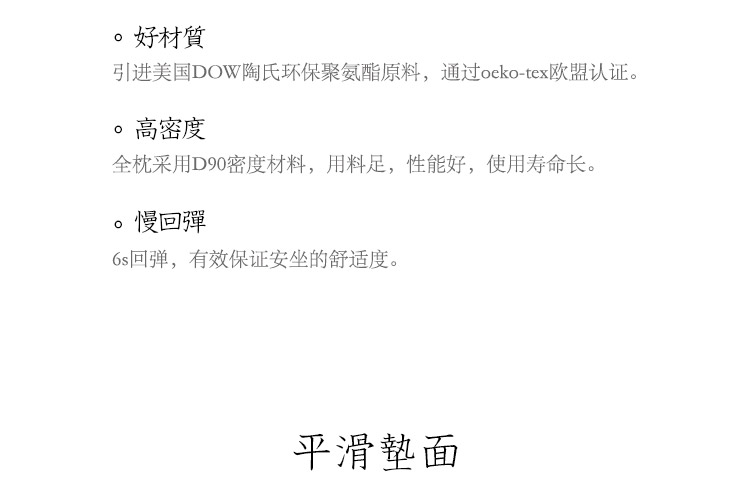 好材質
引进美国DOW陶氏环保聚氨酯原料，通过oeko-tex欧盟认证。
高密度
全枕采用D90密度材料，用料足，性能好，使用寿命长。
慢回彈
6s回弹，有效保证安坐的舒适度。
平滑墊面